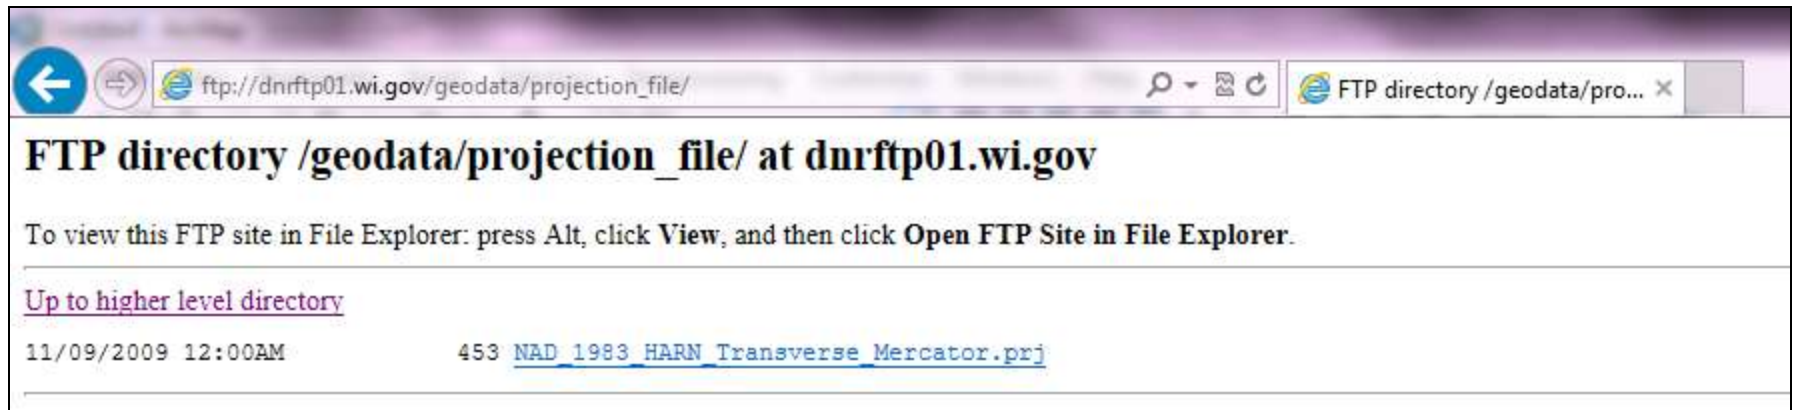 ftp://dnrftp01.wi.gov/geodata/projection_file/
FTP directory /geodata/pro...
FTP directory /geodata/projection_file/ at dnrftp01.wi.gov
To view this FTP site in File Explorer: press Alt, click View, and then click Open FTP Site in File Explorer.
Up to higher level directory
11/09/2009 12:00AM 453 NAD_1983_HARN_Transverse_Mercator.prj